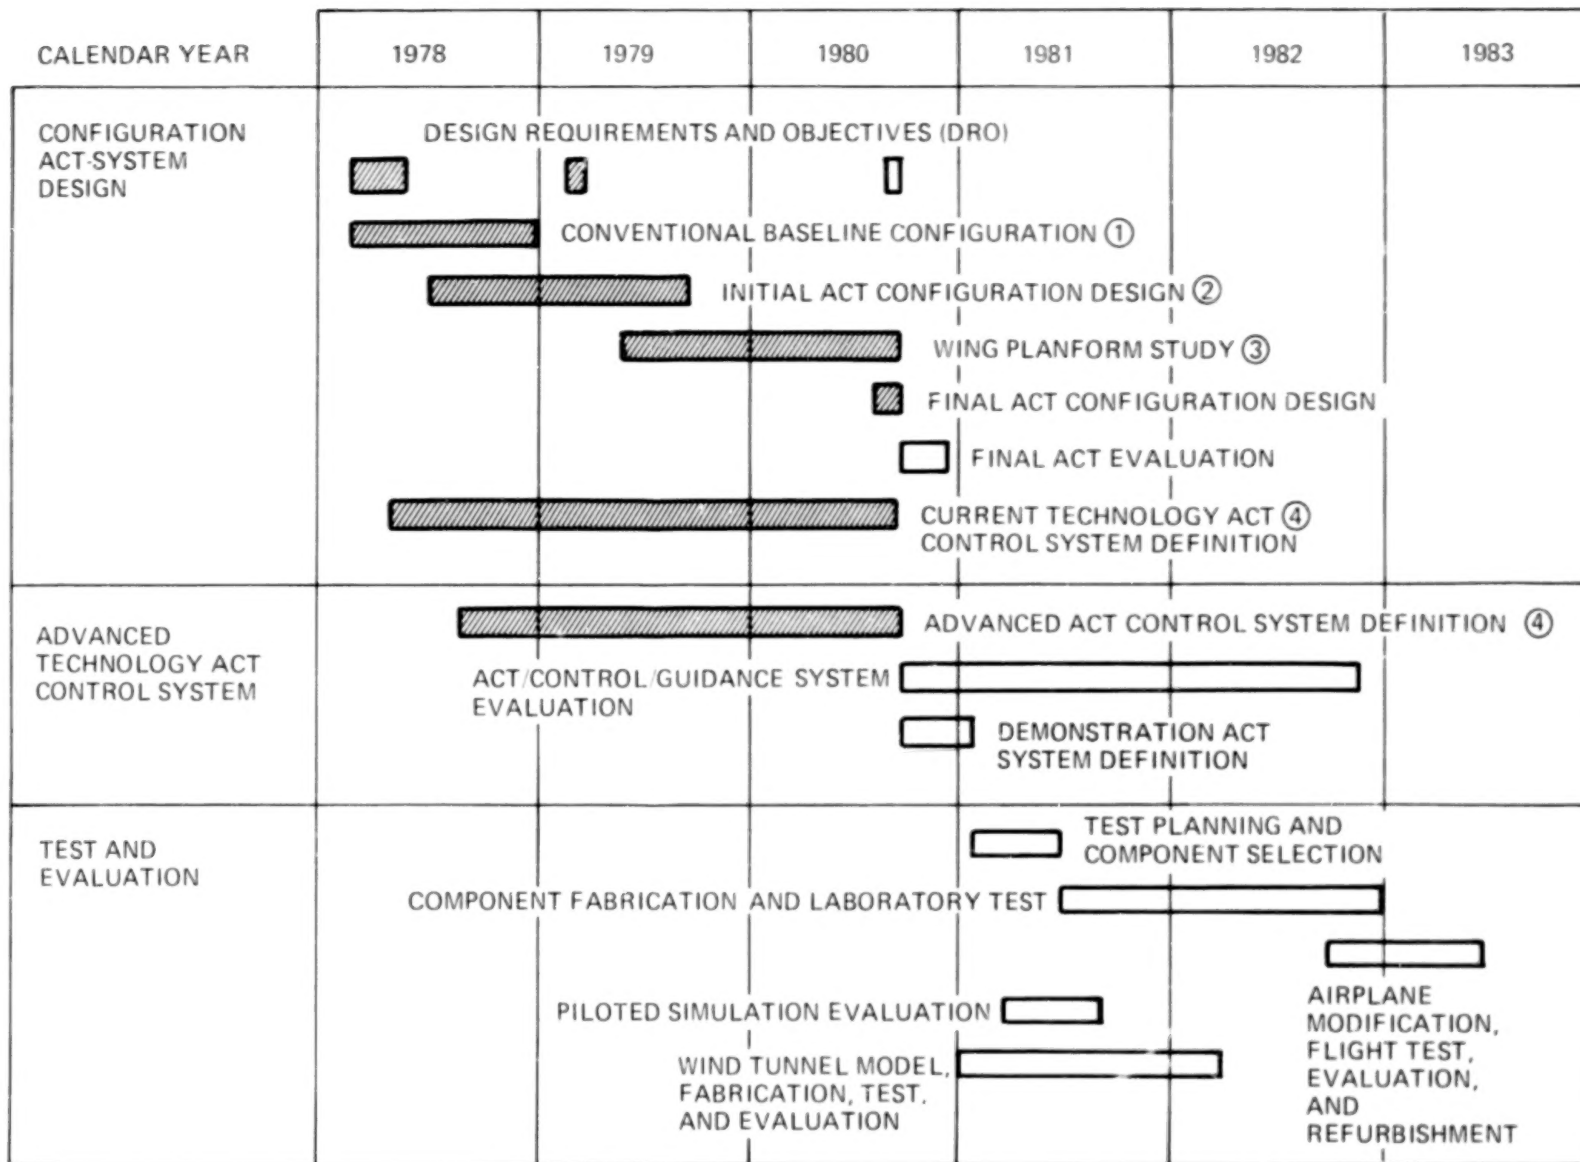 CALENDAR YEAR 1978 1979 1980 1981 1982 1983
CONFIGURATION
ACT-SYSTEM
DESIGN
DESIGN REQUIREMENTS AND OBJECTIVES (DRO)
CONVENTIONAL BASELINE CONFIGURATION ①
INITIAL ACT CONFIGURATION DESIGN ②
WING PLANFORM STUDY ③
FINAL ACT CONFIGURATION DESIGN
FINAL ACT EVALUATION
CURRENT TECHNOLOGY ACT ④
CONTROL SYSTEM DEFINITION
ADVANCED
TECHNOLOGY ACT
CONTROL SYSTEM
ADVANCED ACT CONTROL SYSTEM DEFINITION ④
ACT/CONTROL/GUIDANCE SYSTEM
EVALUATION
DEMONSTRATION ACT
SYSTEM DEFINITION
TEST AND
EVALUATION
TEST PLANNING AND
COMPONENT SELECTION
COMPONENT FABRICATION AND LABORATORY TEST
AIRPLANE
MODIFICATION,
FLIGHT TEST,
EVALUATION,
AND
REFURBISHMENT
PILOTED SIMULATION EVALUATION
WIND TUNNEL MODEL,
FABRICATION, TEST,
AND EVALUATION